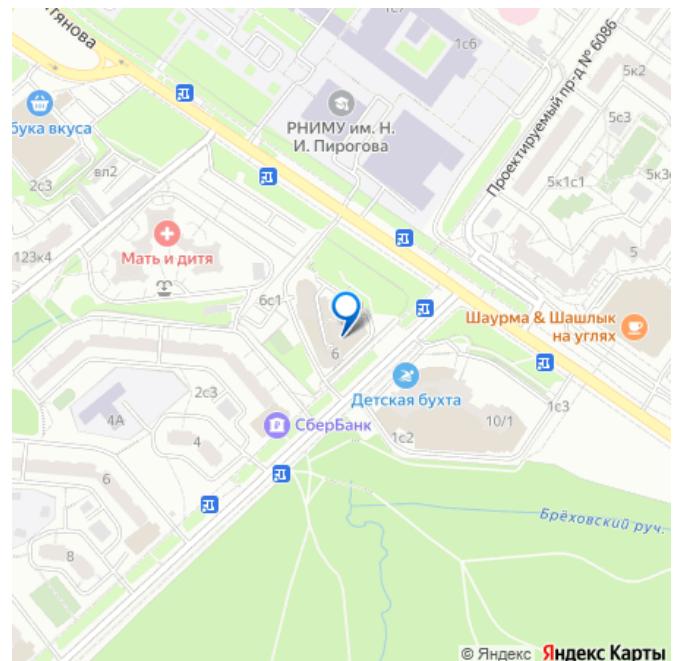 тянова
1с7
1с6
Проектируемый пр-д № 6086
5к2
бука вкуса
РНИМУ им. Н.
И. Пирогова
5с3
вл2
2с3
5к1с1
5к3
123к4
Мать и дитя
5
6с1
Шаурма & Шашлык
на углях
6
2с3
Детская бухта
4А
СберБанк
10/1
1с3
4
1с2
6
Брёховский руч.
8
© Яндекс Яндекс Карты